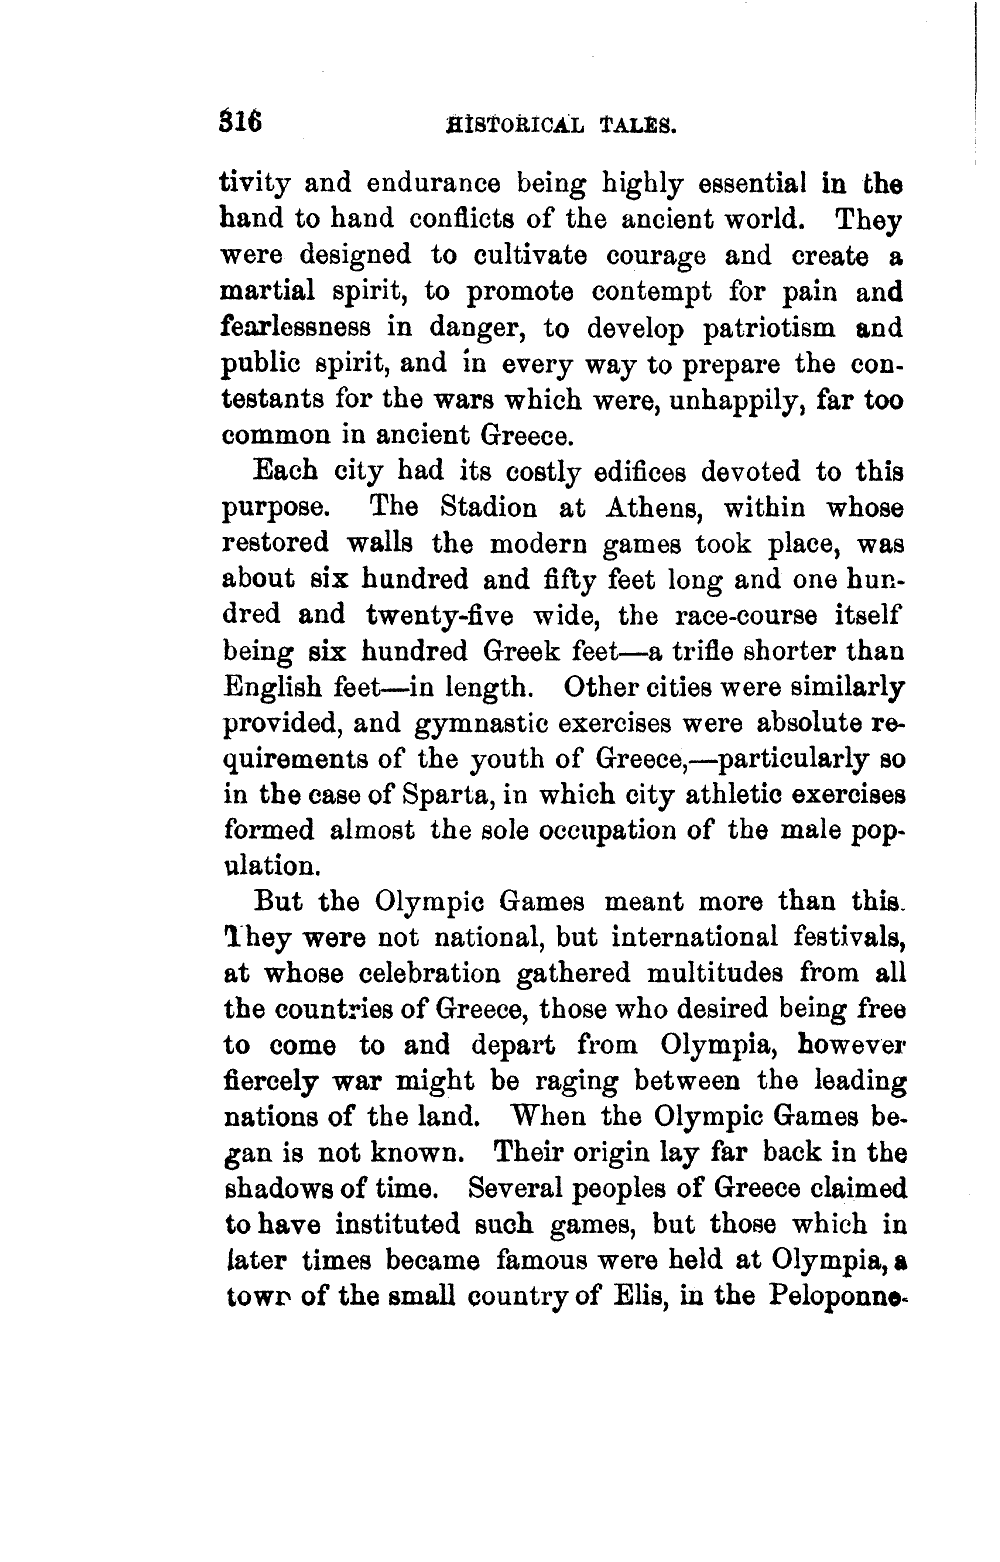 316 HISTORICAL TALES.
tivity and endurance being highly essential in the
hand to hand conflicts of the ancient world. They
were designed to cultivate courage and create a
martial spirit, to promote contempt for pain and
fearlessness in danger, to develop patriotism and
public spirit, and in every way to prepare the con-
testants for the wars which were, unhappily, far too
common in ancient Greece.
Each city had its costly edifices devoted to this
purpose. The Stadion at Athens, within whose
restored walls the modern games took place, was
about six hundred and fifty feet long and one hun-
dred and twenty-five wide, the race-course itself
being six hundred Greek feet—a trifle shorter than
English feet—in length. Other cities were similarly
provided, and gymnastic exercises were absolute re-
quirements of the youth of Greece,—particularly so
in the case of Sparta, in which city athletic exercises
formed almost the sole occupation of the male pop-
ulation.
But the Olympic Games meant more than this.
They were not national, but international festivals,
at whose celebration gathered multitudes from all
the countries of Greece, those who desired being free
to come to and depart from Olympia, however
fiercely war might be raging between the leading
nations of the land. When the Olympic Games be-
gan is not known. Their origin lay far back in the
shadows of time. Several peoples of Greece claimed
to have instituted such games, but those which in
later times became famous were held at Olympia, a
town of the small country of Elis, in the Peloponne-